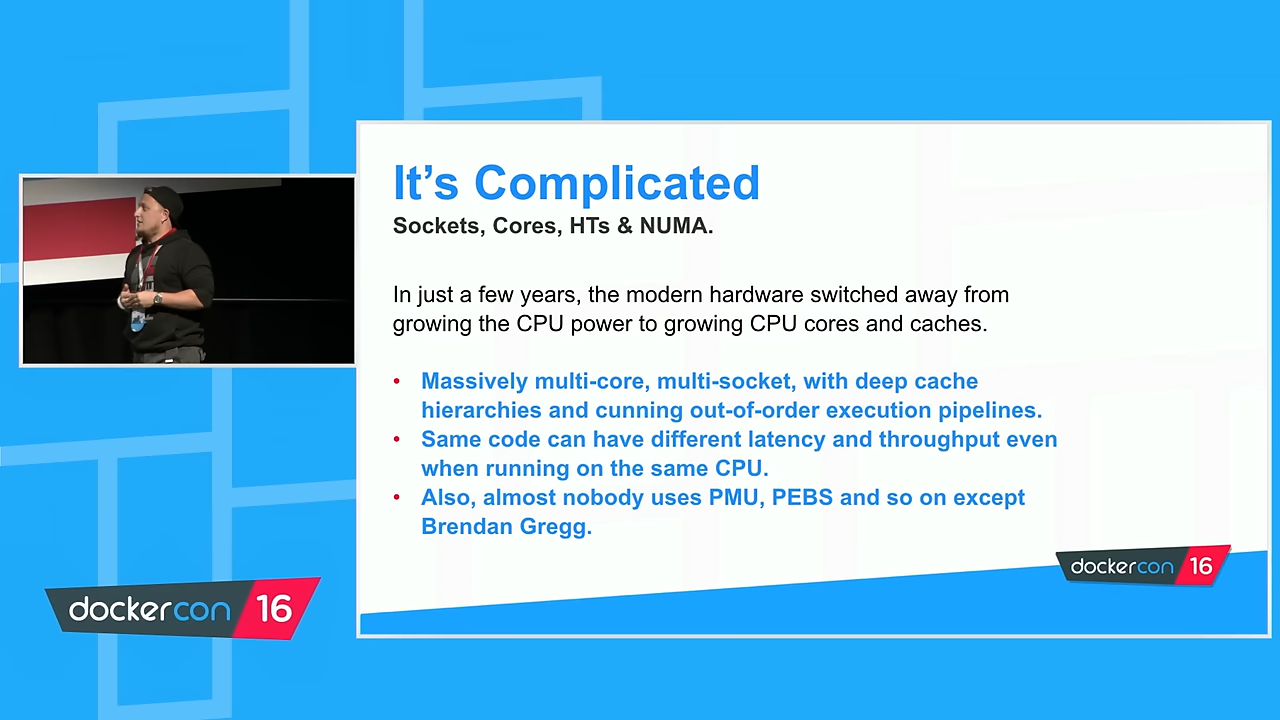 It's Complicated
Sockets, Cores, HTs & NUMA.
In just a few years, the modern hardware switched away from
growing the CPU power to growing CPU cores and caches.
• Massively multi-core, multi-socket, with deep cache
hierarchies and cunning out-of-order execution pipelines.
• Same code can have different latency and throughput even
when running on the same CPU.
• Also, almost nobody uses PMU, PEBS and so on except
Brendan Gregg.
dockercon 16
dockercon 16